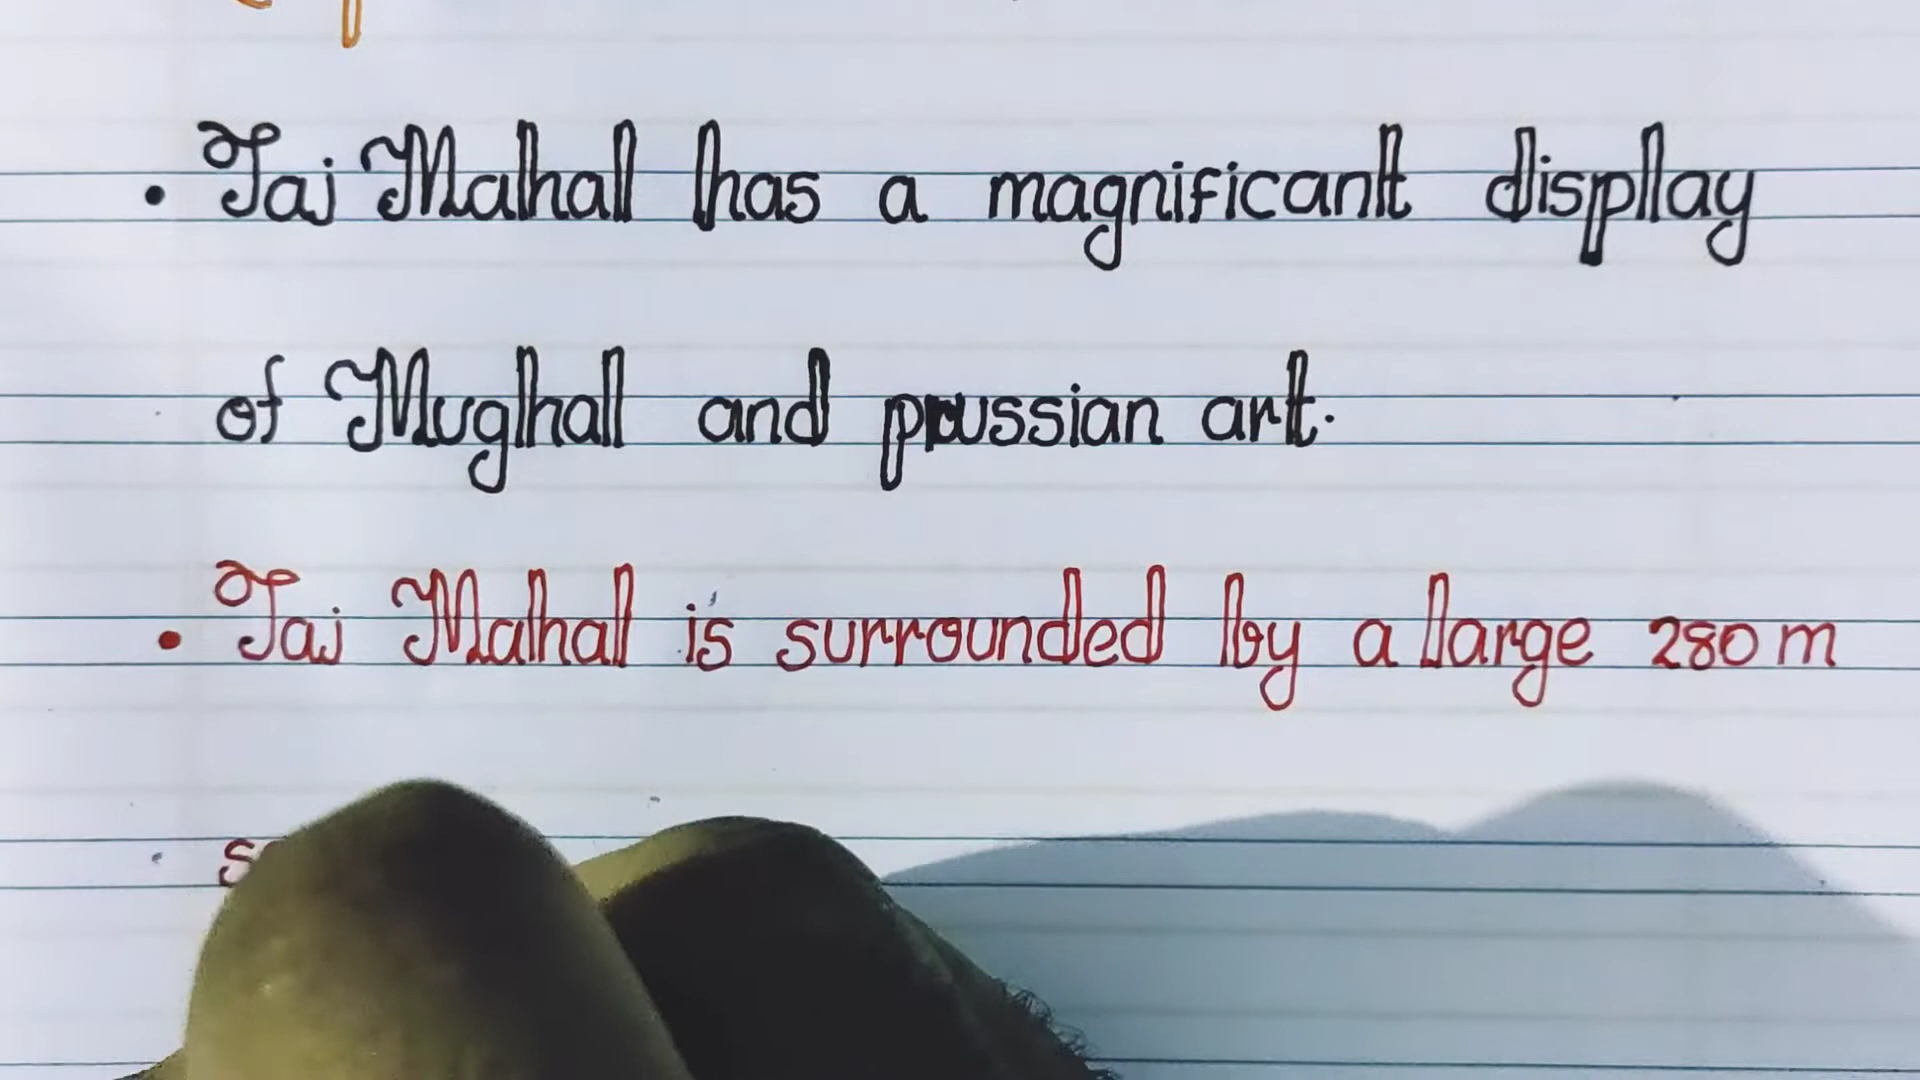 • Taj Mahal has a magnificant display
of Mughal and prussian art.
• Taj Mahal is surrounded by a large 280 m